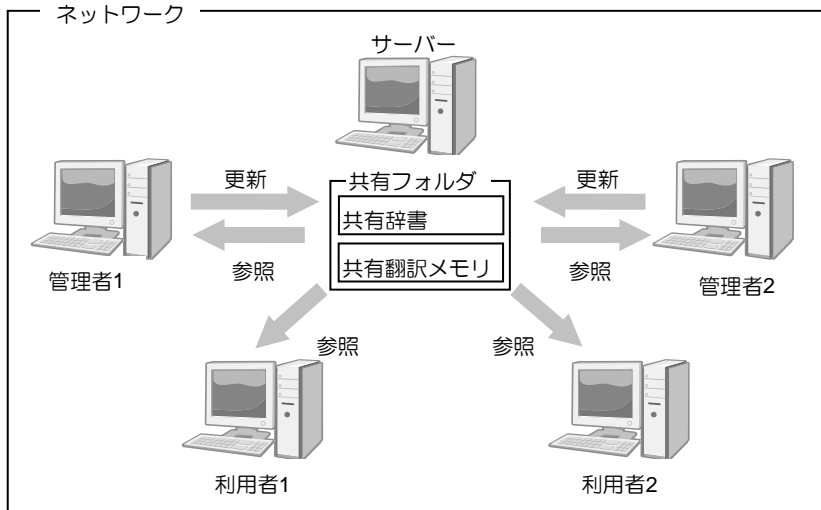 ネットワーク
サーバー
更新
共有フォルダ
更新
共有辞書
参照
共有翻訳メモリ
参照
管理者1
管理者2
参照
参照
利用者1
利用者2